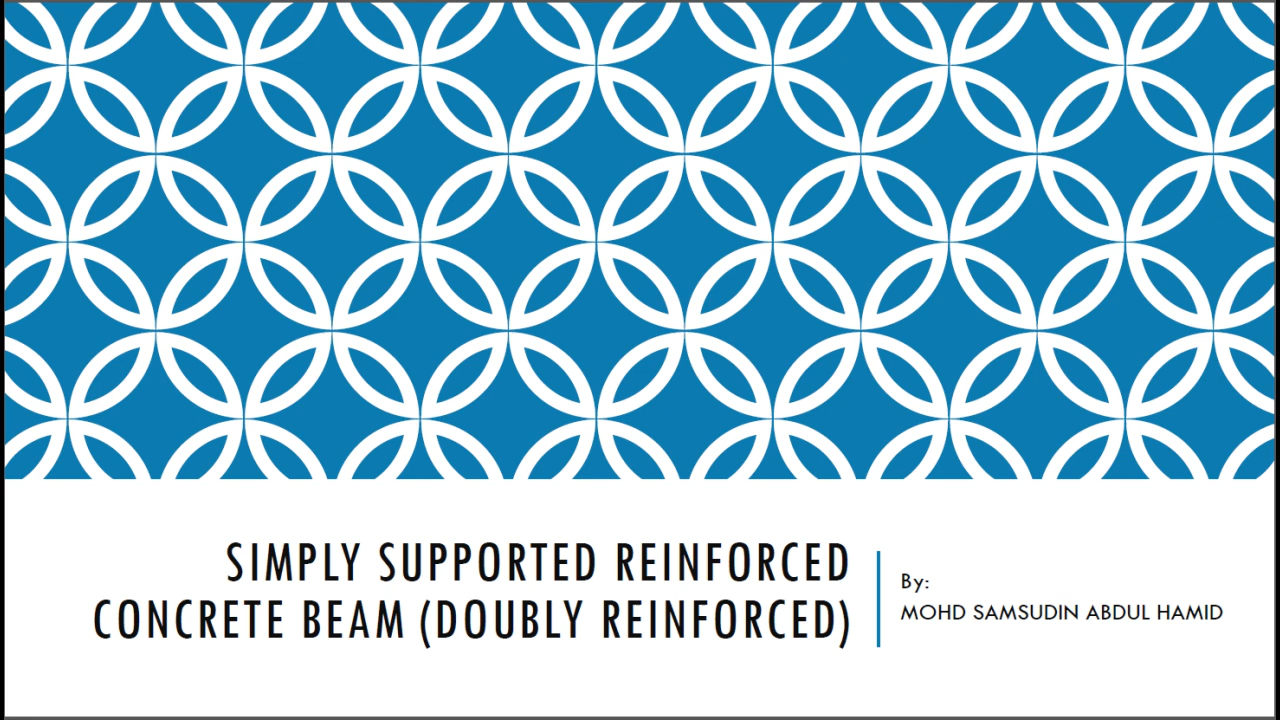 SIMPLY SUPPORTED REINFORCED
CONCRETE BEAM (DOUBLY REINFORCED)
By:
MOHD SAMSUDIN ABDUL HAMID